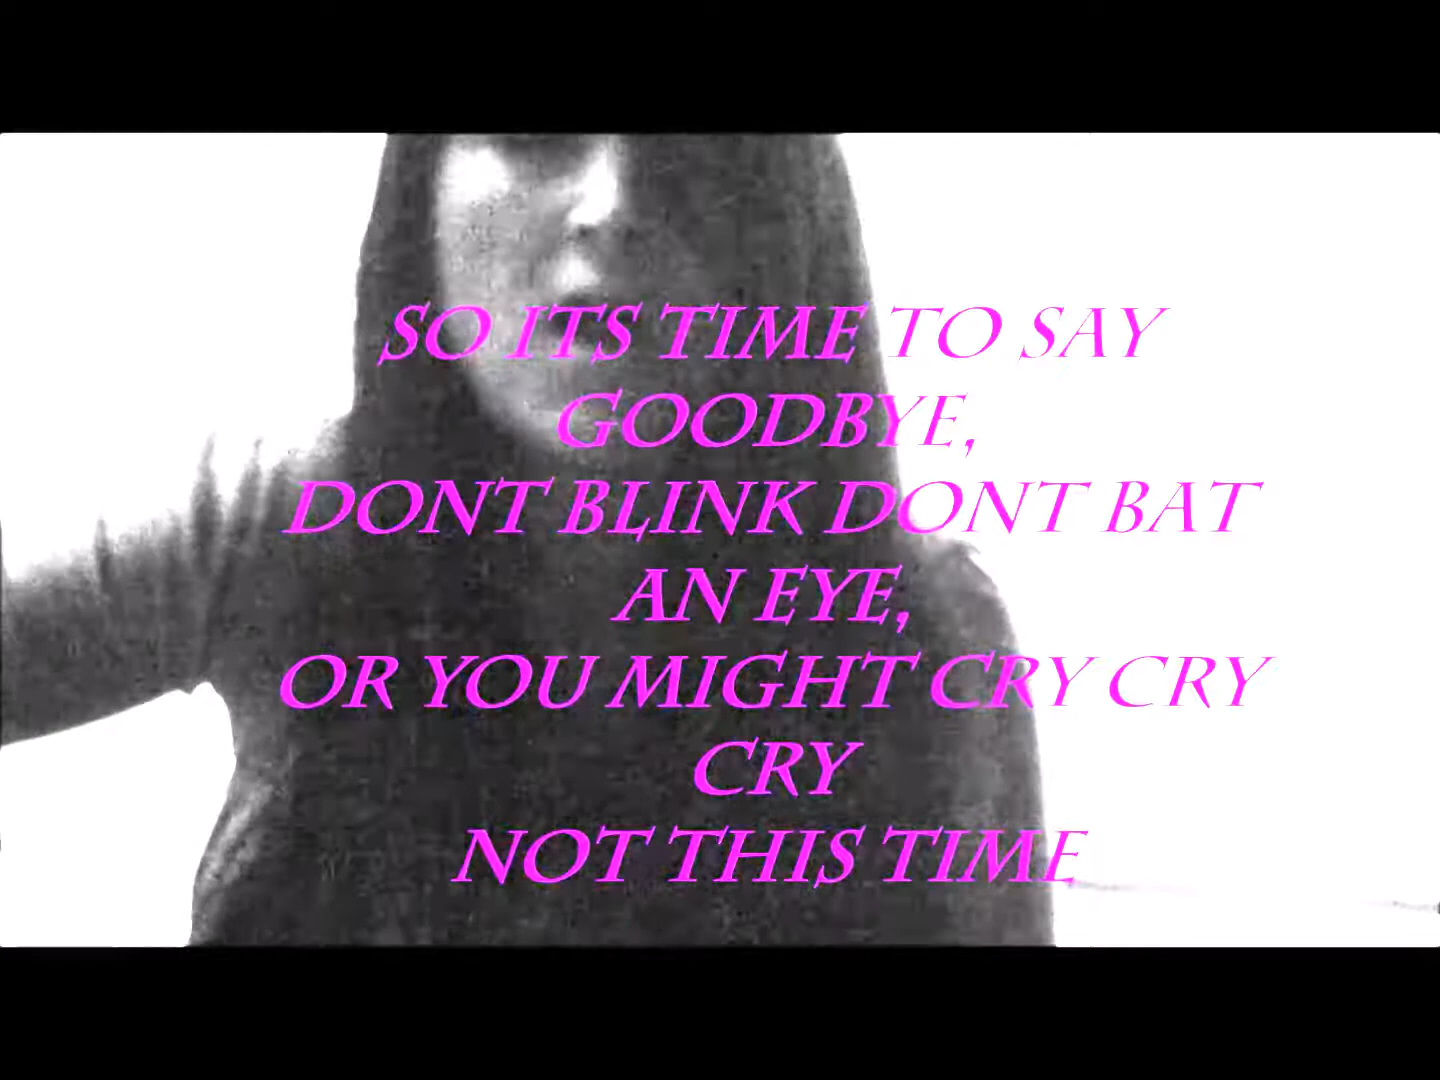 SO ITS TIME TO SAY
GOODBYE,
DONT BLINK DONT BAT
AN EYE,
OR YOU MIGHT CRY CRY
CRY
NOT THIS TIME